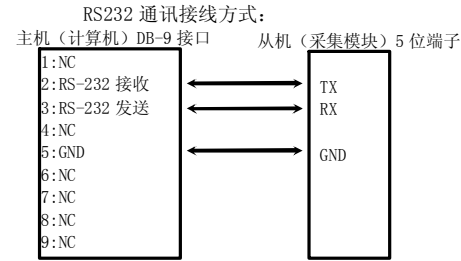 RS232 通讯接线方式：
主机（计算机）DB-9 接口 从机（采集模块）5 位端子
1:NC
2:RS-232 接收 TX
3:RS-232 发送 RX
4:NC
5:GND GND
6:NC
7:NC
8:NC
9:NC